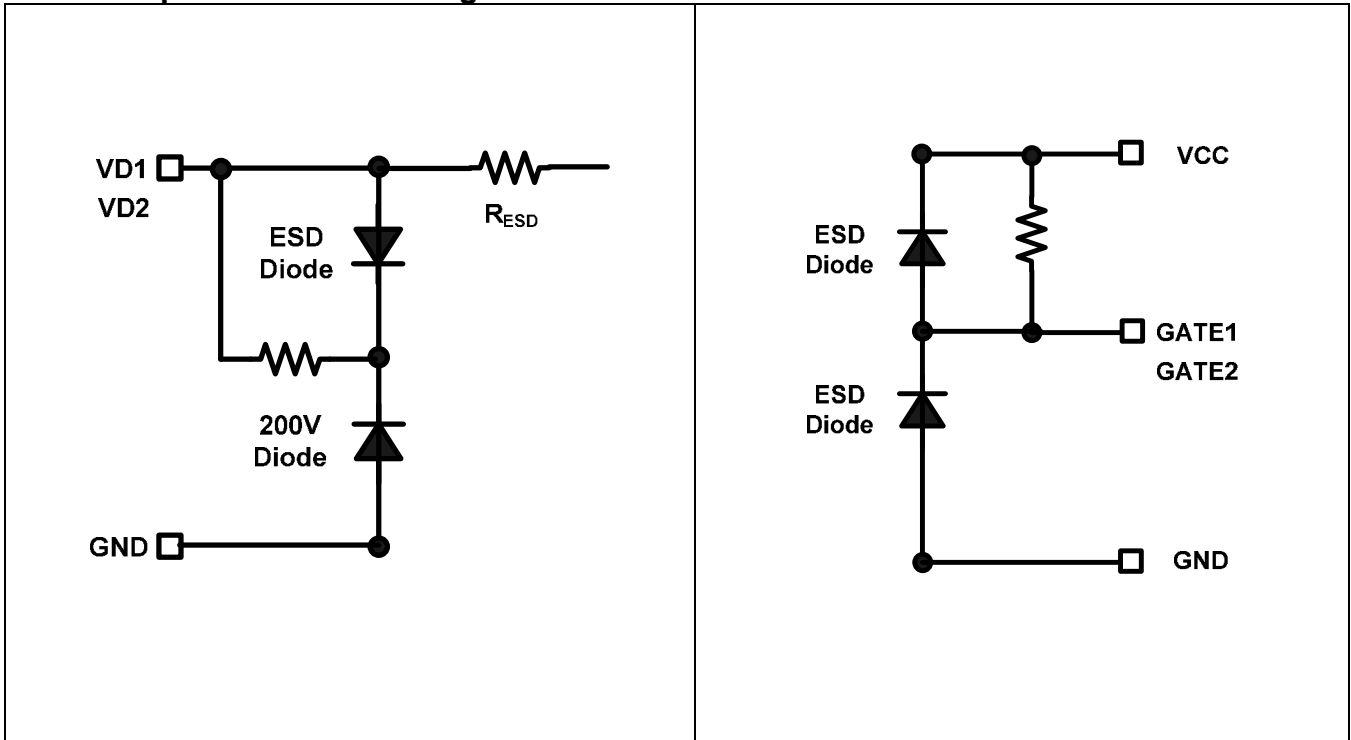 VD1
VD2
ESD
Diode
RESD
200V
Diode
GND
VCC
ESD
Diode
GATE1
GATE2
ESD
Diode
GND